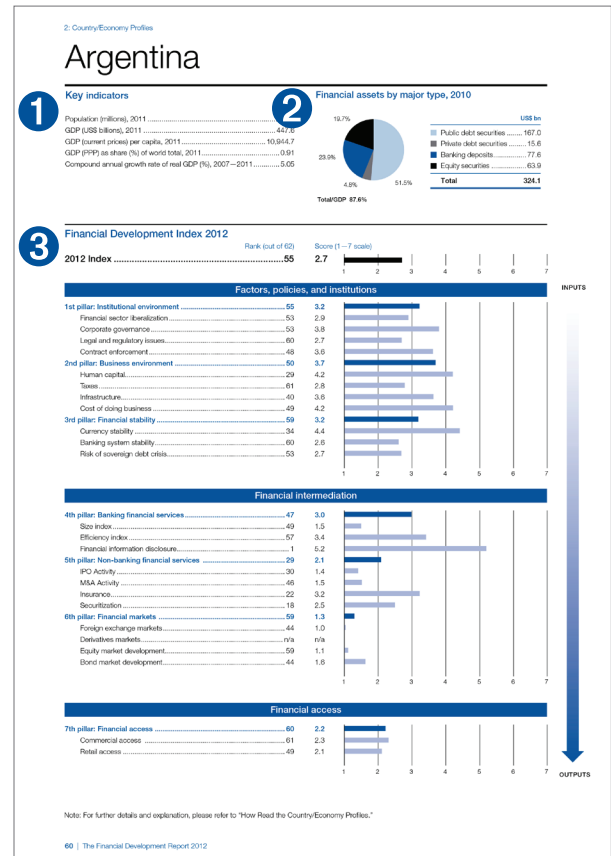 2: Country/Economy Profiles
Argentina
1
Key indicators
Population (millions), 2011
GDP (US$ billions), 2011 447.6
GDP (current prices) per capita, 2011 10,944.7
GDP (PPP) as share (%) of world total, 2011 0.91
Compound annual growth rate of real GDP (%), 2007–2011 5.05
2
Financial assets by major type, 2010
19.7%
23.9%
4.8%
51.5%
Total/GDP 87.6%
US$ bn
Public debt securities 167.0
Private debt securities 15.6
Banking deposits 77.6
Equity securities 63.9
Total 324.1
3
Financial Development Index 2012
Rank (out of 62) Score (1–7 scale)
2012 Index 55 2.7
1 2 3 4 5 6 7
INPUTS
Factors, policies, and institutions
1st pillar: Institutional environment 55 3.2
Financial sector liberalization 53 2.9
Corporate governance 53 3.8
Legal and regulatory issues 60 2.7
Contract enforcement 48 3.6
2nd pillar: Business environment 50 3.7
Human capital 29 4.2
Taxes 61 2.8
Infrastructure 40 3.6
Cost of doing business 49 4.2
3rd pillar: Financial stability 59 3.2
Currency stability 34 4.4
Banking system stability 60 2.6
Risk of sovereign debt crisis 53 2.7
1 2 3 4 5 6 7
Financial intermediation
4th pillar: Banking financial services 47 3.0
Size index 49 1.5
Efficiency index 57 3.4
Financial information disclosure 1 5.2
5th pillar: Non-banking financial services 29 2.1
IPO Activity 30 1.4
M&A Activity 46 1.5
Insurance 22 3.2
Securitization 18 2.5
6th pillar: Financial markets 59 1.3
Foreign exchange markets 44 1.0
Derivatives markets n/a n/a
Equity market development 59 1.1
Bond market development 44 1.6
1 2 3 4 5 6 7
Financial access
7th pillar: Financial access 60 2.2
Commercial access 61 2.3
Retail access 49 2.1
1 2 3 4 5 6 7
OUTPUTS
Note: For further details and explanation, please refer to "How Read the Country/Economy Profiles."
60 | The Financial Development Report 2012